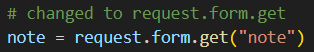 # changed to request.form.get
note = request.form.get("note")